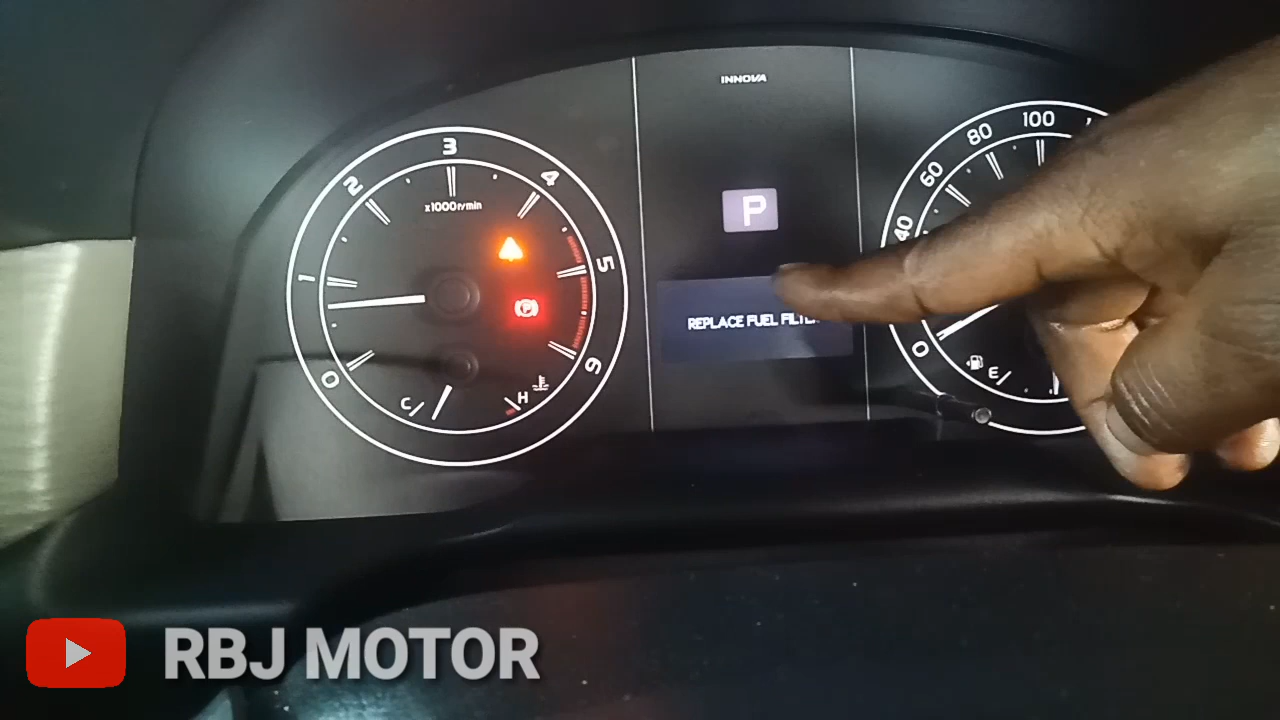 INNOVA
0 1 2 3 4 5 6
x1000r/min
C H
P
REPLACE FUEL
0 40 60 80 100
E
RBJ MOTOR